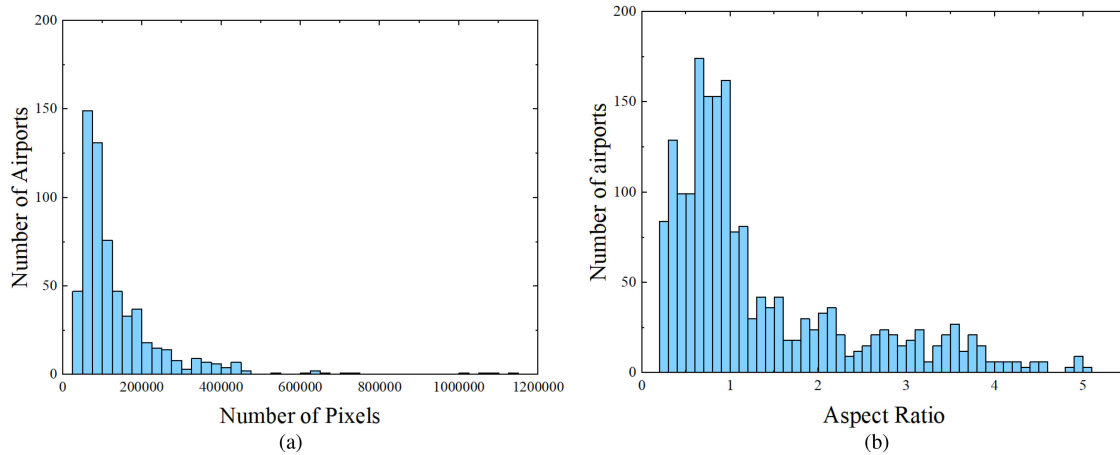 200
150
100
50
0
Number of Airports
0 200000 400000 600000 800000 1000000 1200000
Number of Pixels
(a)
200
150
100
50
0
Number of airports
0 1 2 3 4 5
Aspect Ratio
(b)